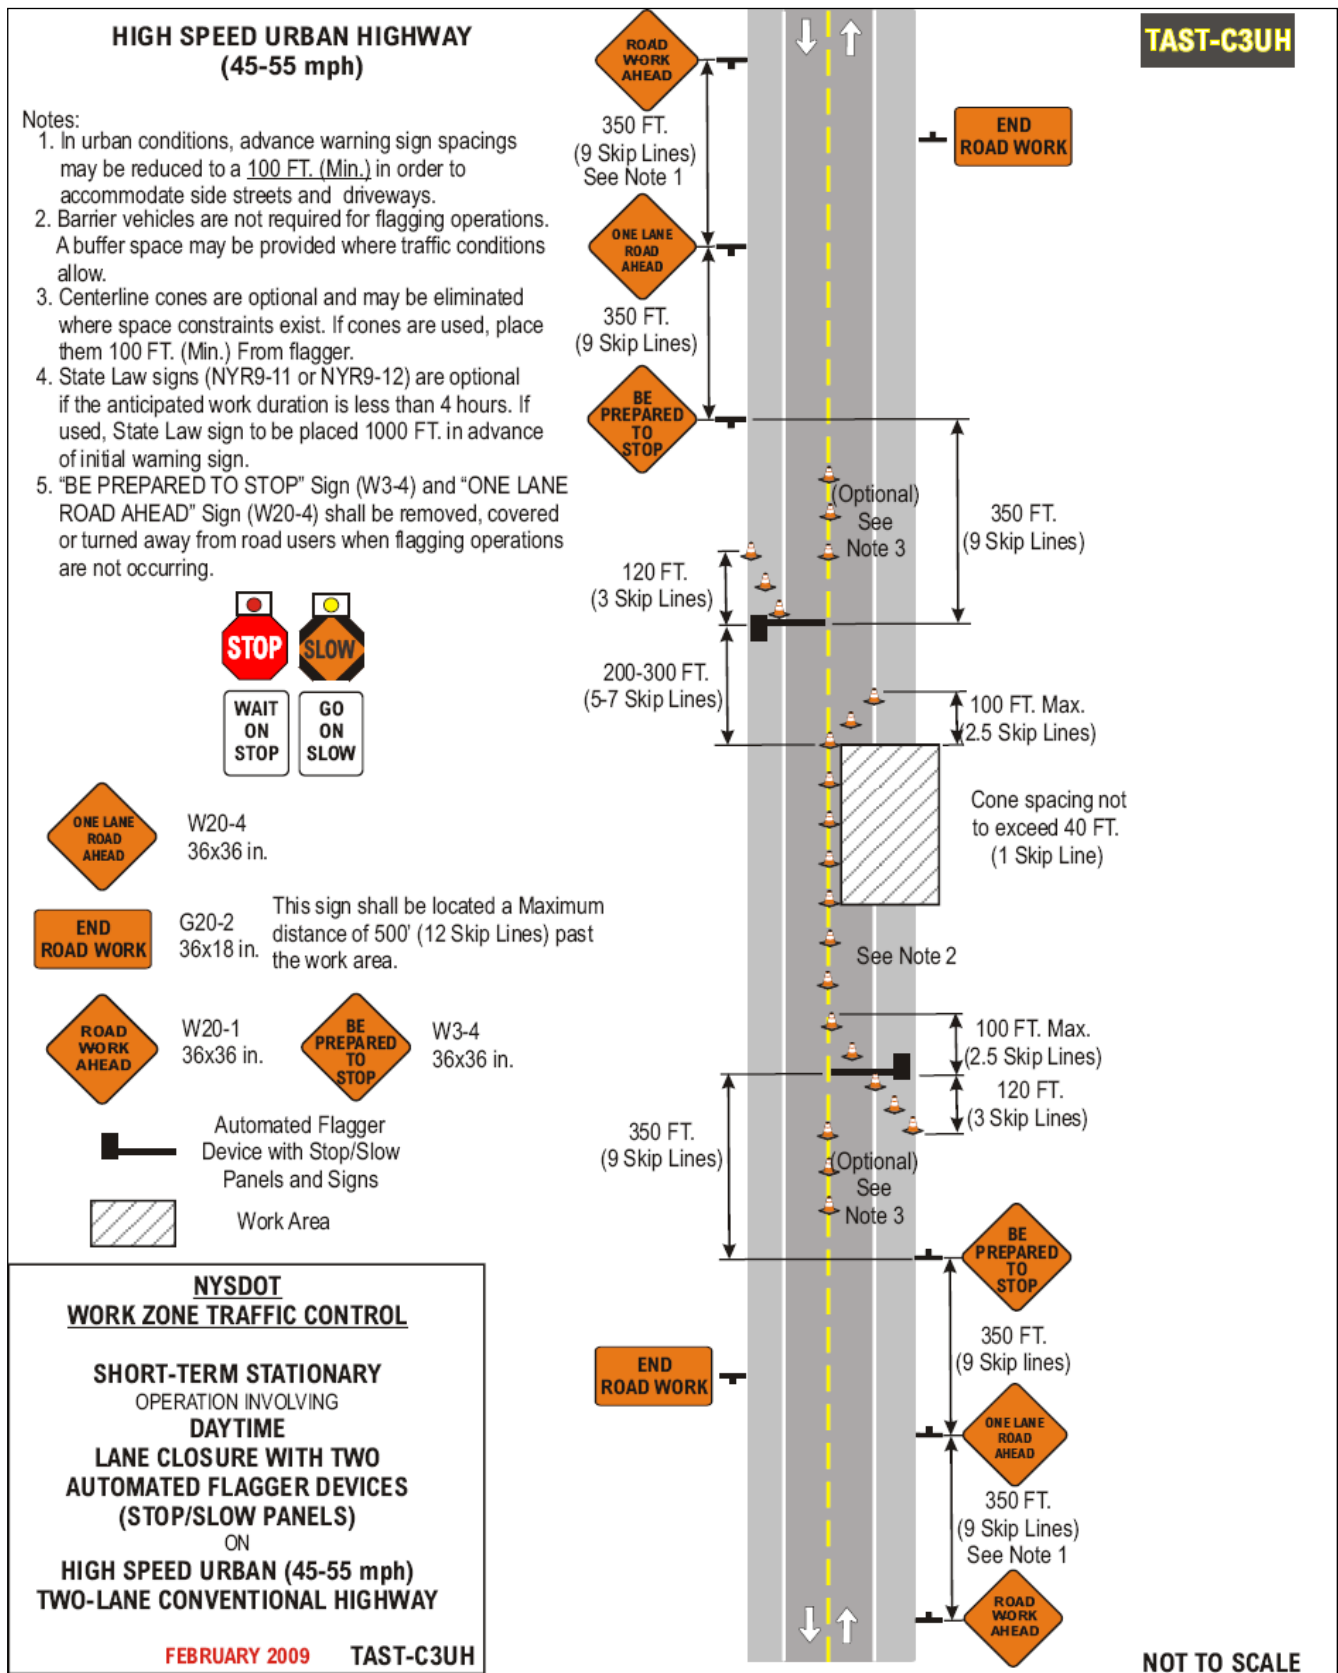 HIGH SPEED URBAN HIGHWAY
(45-55 mph)
Notes:
1. In urban conditions, advance warning sign spacings
may be reduced to a 100 FT. (Min.) in order to
accommodate side streets and driveways.
2. Barrier vehicles are not required for flagging operations.
A buffer space may be provided where traffic conditions
allow.
3. Centerline cones are optional and may be eliminated
where space constraints exist. If cones are used, place
them 100 FT. (Min.) From flagger.
4. State Law signs (NYR9-11 or NYR9-12) are optional
if the anticipated work duration is less than 4 hours. If
used, State Law sign to be placed 1000 FT. in advance
of initial warning sign.
5. “BE PREPARED TO STOP” Sign (W3-4) and “ONE LANE
ROAD AHEAD” Sign (W20-4) shall be removed, covered
or turned away from road users when flagging operations
are not occurring.
STOP
SLOW
WAIT
ON
STOP
GO
ON
SLOW
ONE LANE
ROAD
AHEAD
W20-4
36x36 in.
END
ROAD WORK
G20-2
36x18 in.
This sign shall be located a Maximum
distance of 500' (12 Skip Lines) past
the work area.
ROAD
WORK
AHEAD
W20-1
36x36 in.
BE
PREPARED
TO
STOP
W3-4
36x36 in.
Automated Flagger
Device with Stop/Slow
Panels and Signs
Work Area
NYSDOT
WORK ZONE TRAFFIC CONTROL
SHORT-TERM STATIONARY
OPERATION INVOLVING
DAYTIME
LANE CLOSURE WITH TWO
AUTOMATED FLAGGER DEVICES
(STOP/SLOW PANELS)
ON
HIGH SPEED URBAN (45-55 mph)
TWO-LANE CONVENTIONAL HIGHWAY
FEBRUARY 2009 TAST-C3UH
TAST-C3UH
ROAD
WORK
AHEAD
350 FT.
(9 Skip Lines)
See Note 1
END
ROAD WORK
ONE LANE
ROAD
AHEAD
350 FT.
(9 Skip Lines)
BE
PREPARED
TO
STOP
(Optional)
See
Note 3
350 FT.
(9 Skip Lines)
120 FT.
(3 Skip Lines)
200-300 FT.
(5-7 Skip Lines)
100 FT. Max.
(2.5 Skip Lines)
Cone spacing not
to exceed 40 FT.
(1 Skip Line)
See Note 2
100 FT. Max.
(2.5 Skip Lines)
120 FT.
(3 Skip Lines)
350 FT.
(9 Skip Lines)
(Optional)
See
Note 3
BE
PREPARED
TO
STOP
350 FT.
(9 Skip lines)
END
ROAD WORK
ONE LANE
ROAD
AHEAD
350 FT.
(9 Skip Lines)
See Note 1
ROAD
WORK
AHEAD
NOT TO SCALE